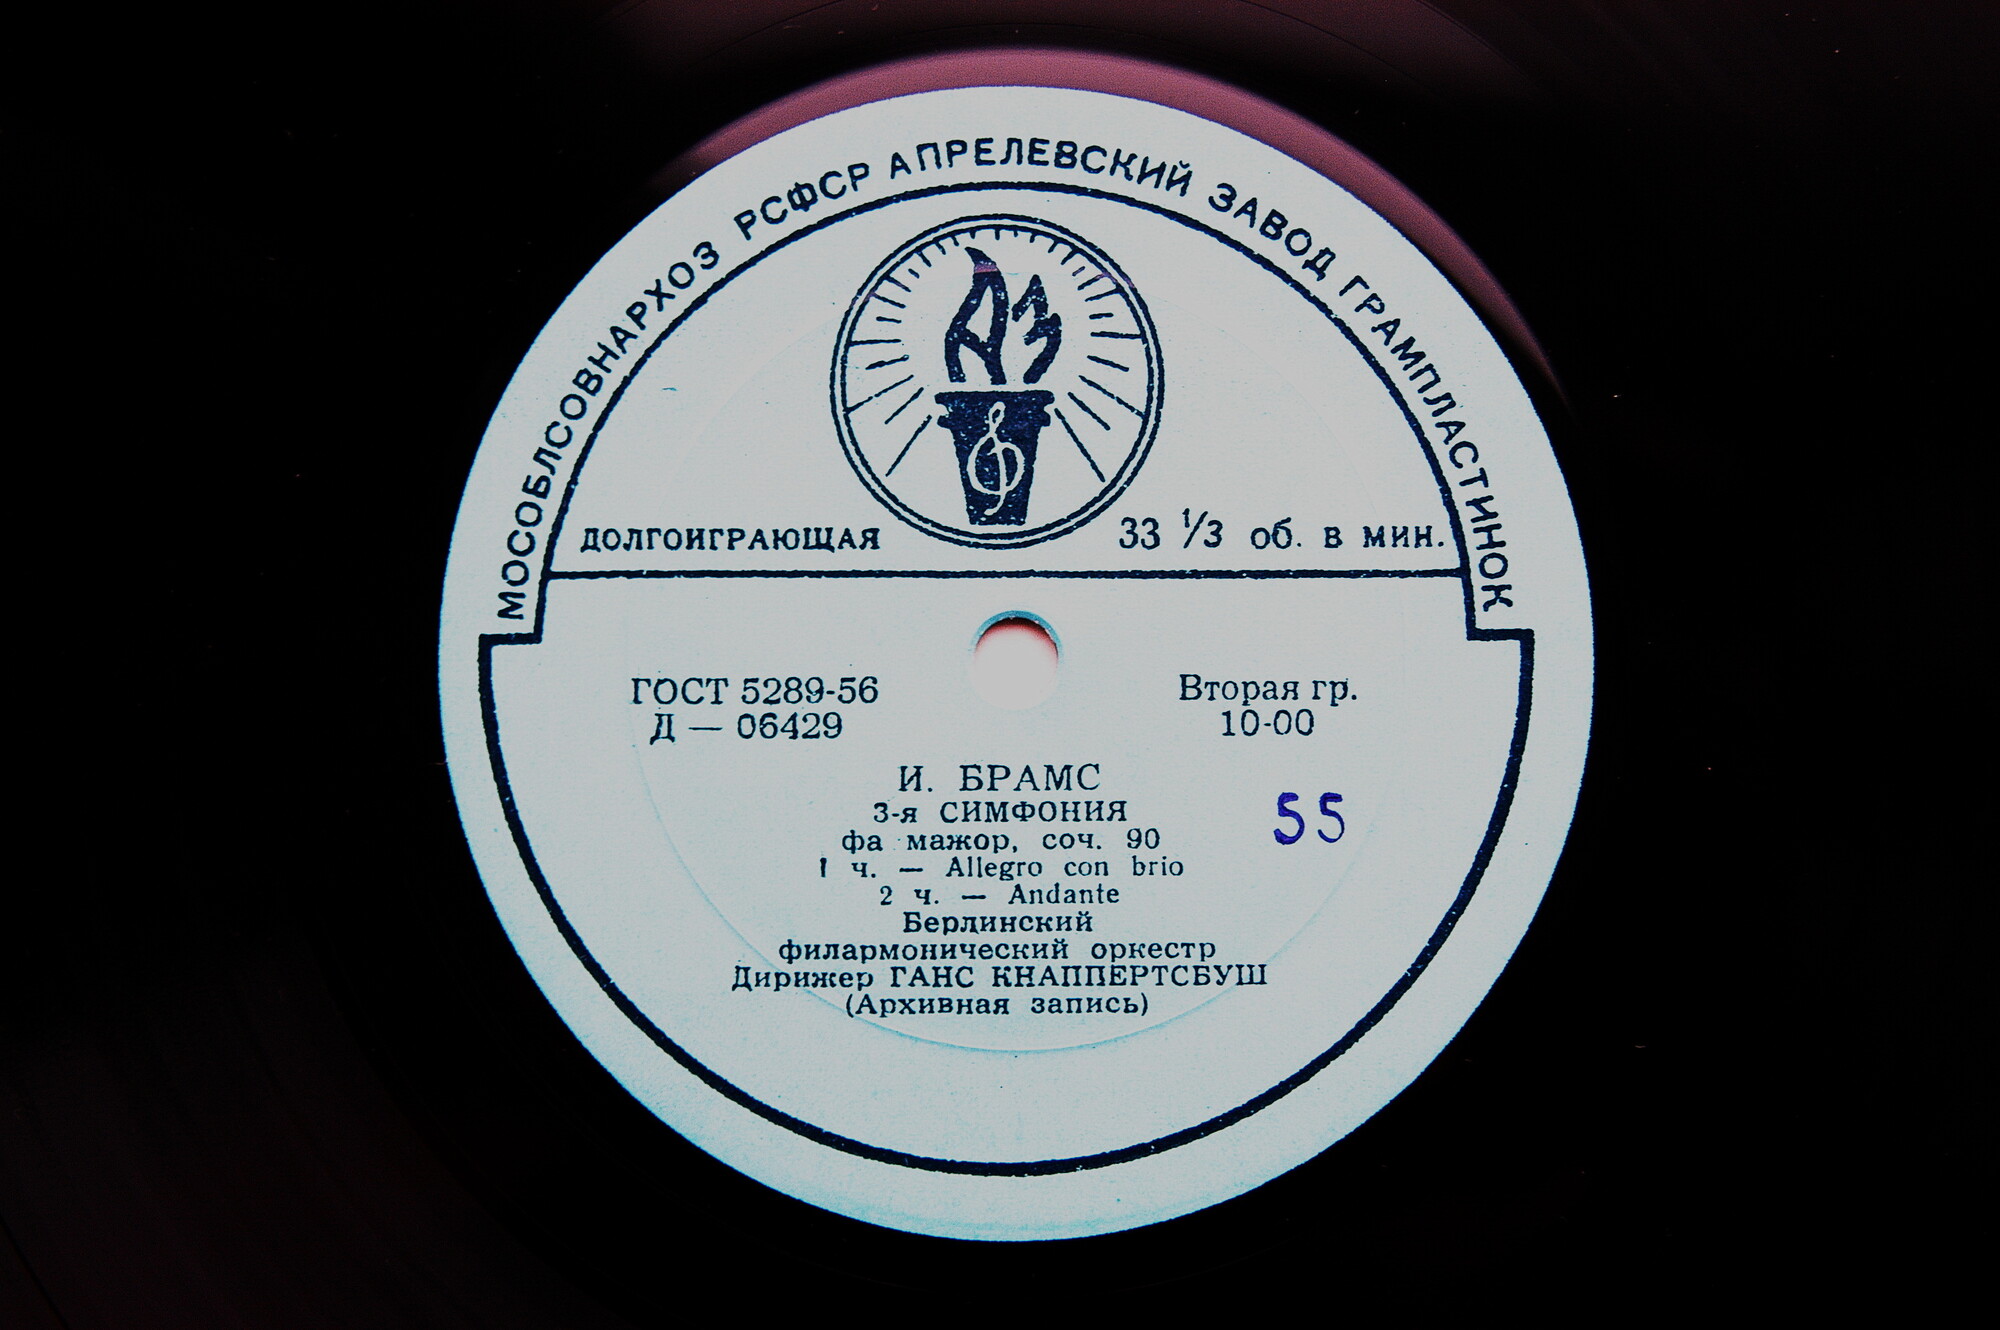 МОСОБЛСОВНАРХОЗ РСФСР АПРЕЛЕВСКИЙ ЗАВОД ГРАМПЛАСТИНОК
АЗ
ДОЛГОИГРАЮЩАЯ 33 1/3 об. в мин.
ГОСТ 5289-56 Вторая гр.
Д — 06429 10-00
И. БРАМС
3-я СИМФОНИЯ
фа мажор, соч. 90
55
1 ч. — Allegro con brio
2 ч. — Andante
Берлинский
филармонический оркестр
Дирижер ГАНС КНАППЕРТСБУШ
(Архивная запись)